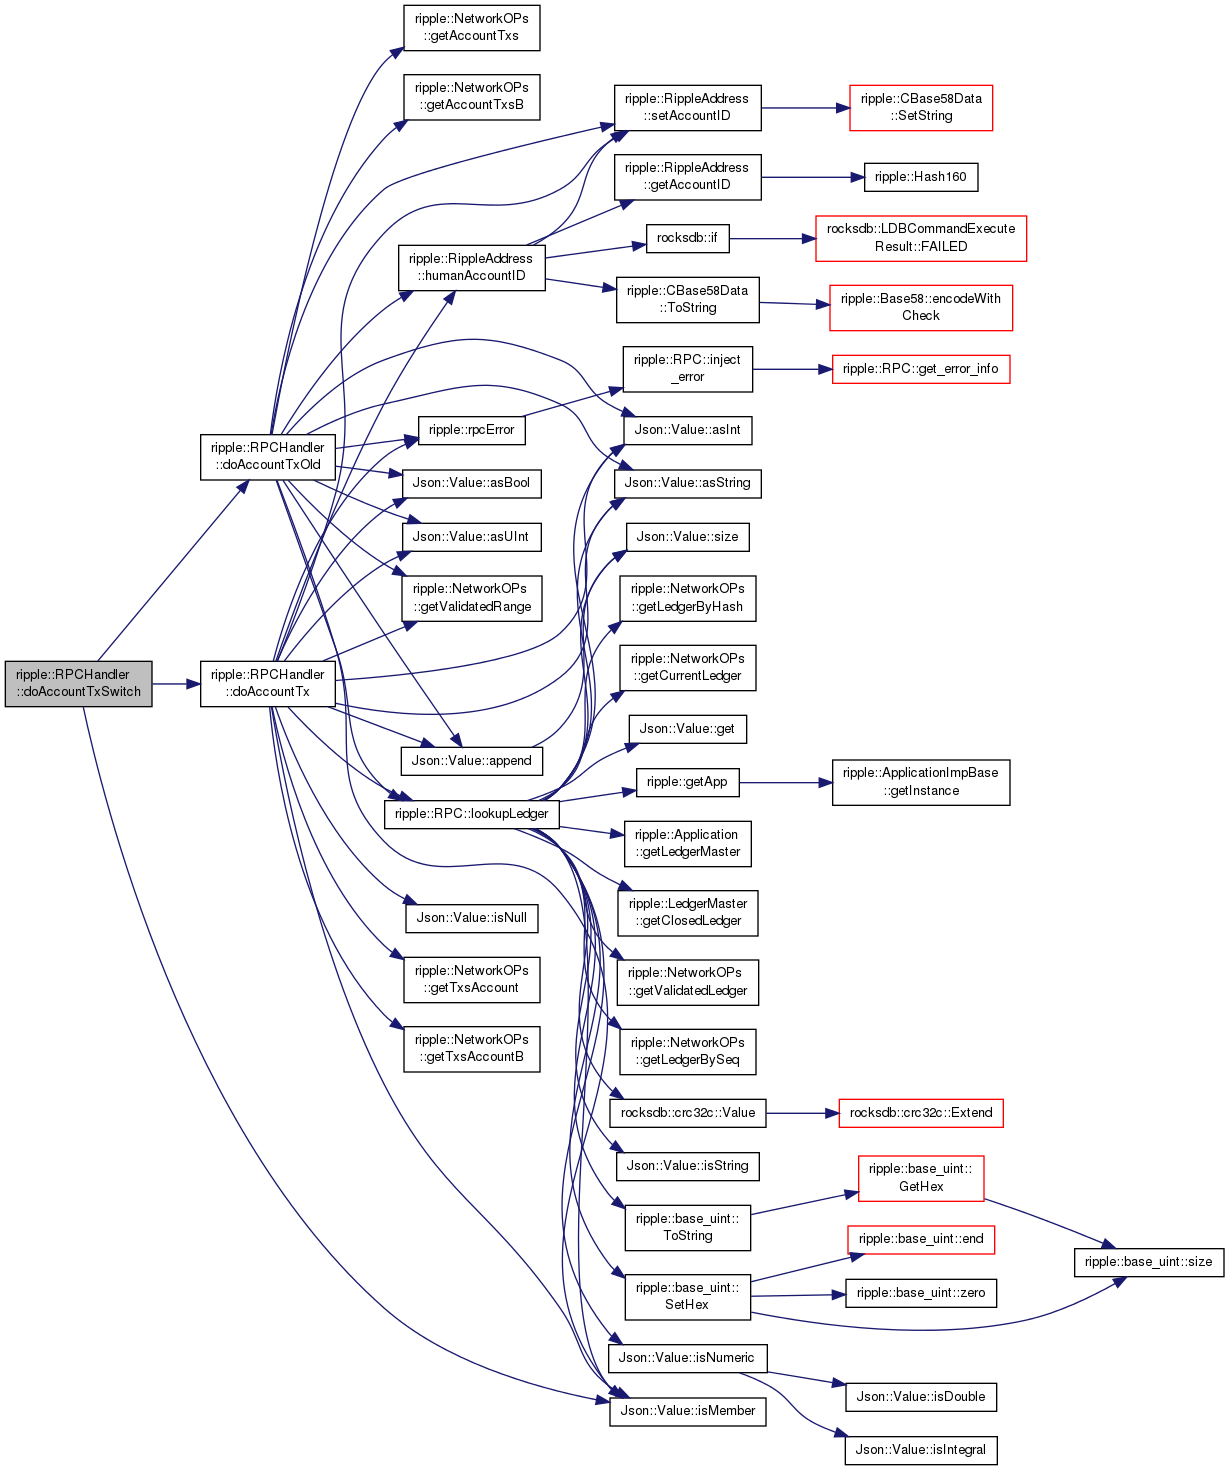 ripple::NetworkOPs
::getAccountTxs
ripple::NetworkOPs
::getAccountTxsB
ripple::RippleAddress
::setAccountID
ripple::CBase58Data
::SetString
ripple::RippleAddress
::getAccountID
ripple::Hash160
rocksdb::if
rocksdb::LDBCommandExecute
Result::FAILED
ripple::RippleAddress
::humanAccountID
ripple::CBase58Data
::ToString
ripple::Base58::encodeWith
Check
ripple::RPC::inject
_error
ripple::RPC::get_error_info
ripple::rpcError
Json::Value::asInt
ripple::RPCHandler
::doAccountTxOld
Json::Value::asBool
Json::Value::asString
Json::Value::asUInt
Json::Value::size
ripple::NetworkOPs
::getValidatedRange
ripple::NetworkOPs
::getLedgerByHash
ripple::RPCHandler
::doAccountTxSwitch
ripple::RPCHandler
::doAccountTx
ripple::NetworkOPs
::getCurrentLedger
Json::Value::get
Json::Value::append
ripple::getApp
ripple::ApplicationImpBase
::getInstance
ripple::RPC::lookupLedger
ripple::Application
::getLedgerMaster
ripple::LedgerMaster
::getClosedLedger
Json::Value::isNull
ripple::NetworkOPs
::getTxsAccount
ripple::NetworkOPs
::getValidatedLedger
ripple::NetworkOPs
::getTxsAccountB
ripple::NetworkOPs
::getLedgerBySeq
rocksdb::crc32c::Value
rocksdb::crc32c::Extend
Json::Value::isString
ripple::base_uint::
GetHex
ripple::base_uint::
ToString
ripple::base_uint::end
ripple::base_uint::size
ripple::base_uint::
SetHex
ripple::base_uint::zero
Json::Value::isNumeric
Json::Value::isDouble
Json::Value::isMember
Json::Value::isIntegral